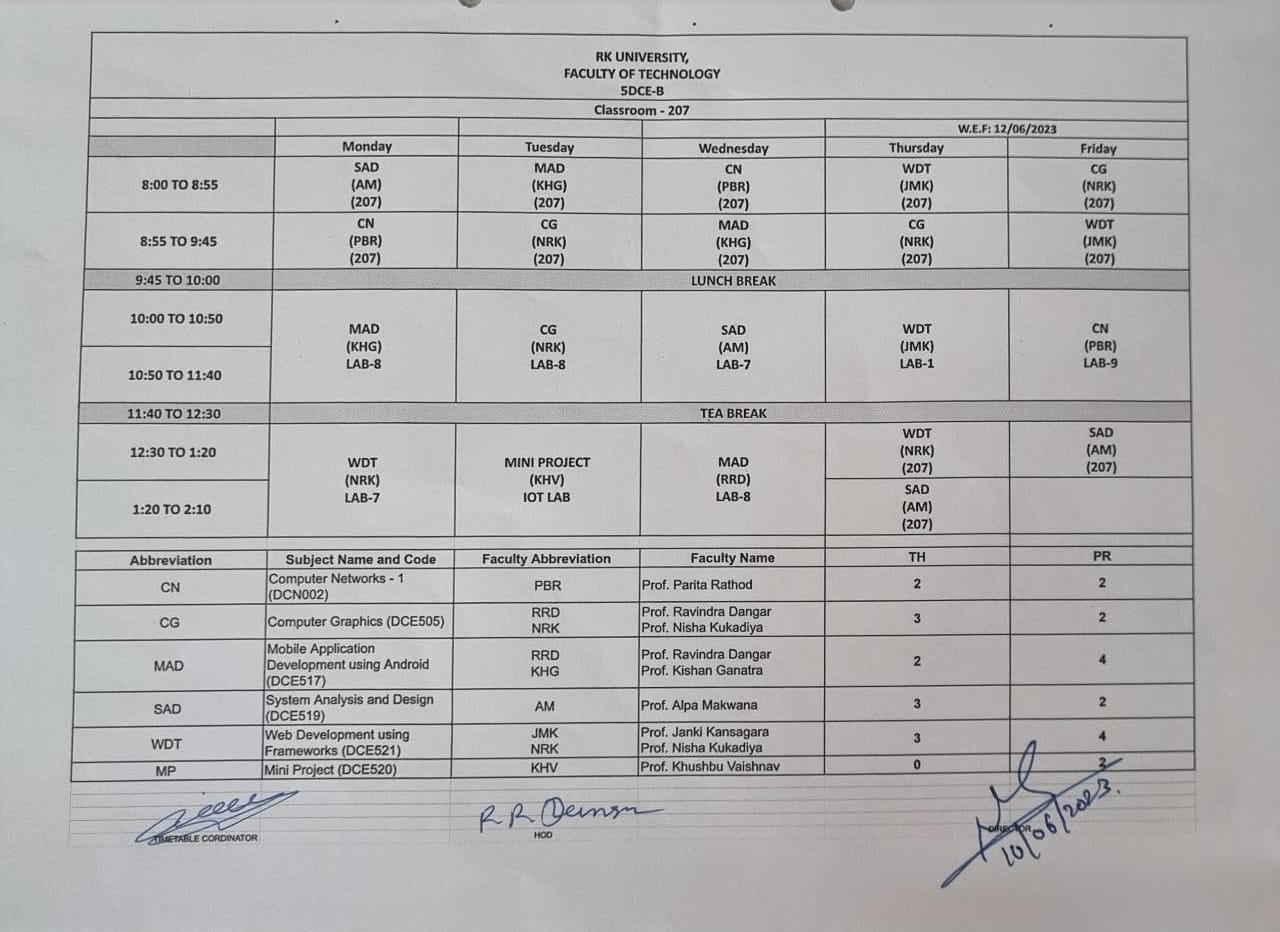 RK UNIVERSITY,
FACULTY OF TECHNOLOGY
5DCE-B
Classroom - 207
W.E.F: 12/06/2023
Monday Tuesday Wednesday Thursday Friday
8:00 TO 8:55
SAD MAD CN WDT CG
(AM) (KHG) (PBR) (JMK) (NRK)
(207) (207) (207) (207) (207)
8:55 TO 9:45
CN CG MAD CG WDT
(PBR) (NRK) (KHG) (NRK) (JMK)
(207) (207) (207) (207) (207)
9:45 TO 10:00 LUNCH BREAK
10:00 TO 10:50
10:50 TO 11:40
MAD CG SAD WDT CN
(KHG) (NRK) (AM) (JMK) (PBR)
LAB-8 LAB-8 LAB-7 LAB-1 LAB-9
11:40 TO 12:30 TEA BREAK
12:30 TO 1:20
1:20 TO 2:10
WDT MINI PROJECT MAD
(NRK) (KHV) (RRD)
LAB-7 IOT LAB LAB-8
WDT SAD
(NRK) (AM)
(207) (207)
SAD
(AM)
(207)
Abbreviation Subject Name and Code Faculty Abbreviation Faculty Name TH PR
CN Computer Networks - 1 PBR Prof. Parita Rathod 2 2
(DCN002)
CG Computer Graphics (DCE505) RRD Prof. Ravindra Dangar 3 2
NRK Prof. Nisha Kukadiya
MAD Mobile Application RRD Prof. Ravindra Dangar 2 4
Development using Android KHG Prof. Kishan Ganatra
(DCE517)
SAD System Analysis and Design AM Prof. Alpa Makwana 3 2
(DCE519)
WDT Web Development using JMK Prof. Janki Kansagara 3 4
Frameworks (DCE521) NRK Prof. Nisha Kukadiya
MP Mini Project (DCE520) KHV Prof. Khushbu Vaishnav 0 2
TIMETABLE CORDINATOR
HOD
DIRECTOR
10/06/2023.